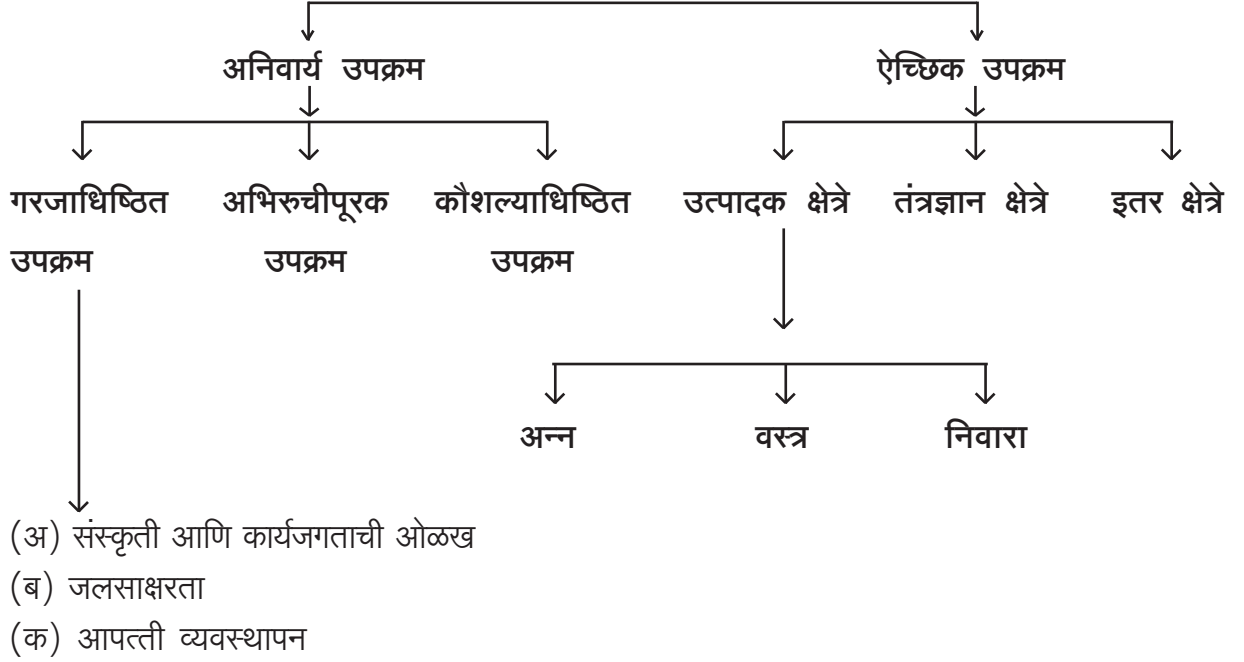 अनिवार्य उपक्रम ऐच्छिक उपक्रम
गरजाधिष्ठित अभिरुचीपूरक कौशल्याधिष्ठित उत्पादक क्षेत्रे तंत्रज्ञान क्षेत्रे इतर क्षेत्रे
उपक्रम उपक्रम उपक्रम
अन्न वस्त्र निवारा
(अ) संस्कृती आणि कार्यजगताची ओळख
(ब) जलसाक्षरता
(क) आपत्ती व्यवस्थापन